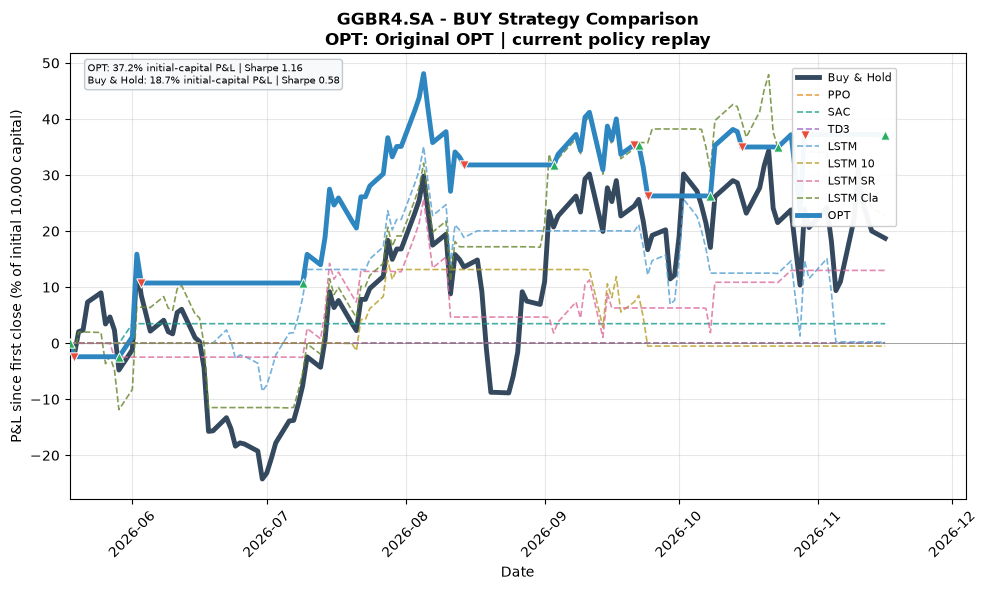 GGBR4.SA - BUY Strategy Comparison
OPT: Original OPT | current policy replay
OPT: 37.2% initial-capital P&L | Sharpe 1.16
Buy & Hold: 18.7% initial-capital P&L | Sharpe 0.58
Buy & Hold
PPO
SAC
TD3
LSTM
LSTM 10
LSTM SR
LSTM Cla
OPT
P&L since first close (% of initial 10,000 capital)
50
40
30
20
10
0
−10
−20
2026-06
2026-07
2026-08
2026-09
2026-10
2026-11
2026-12
Date